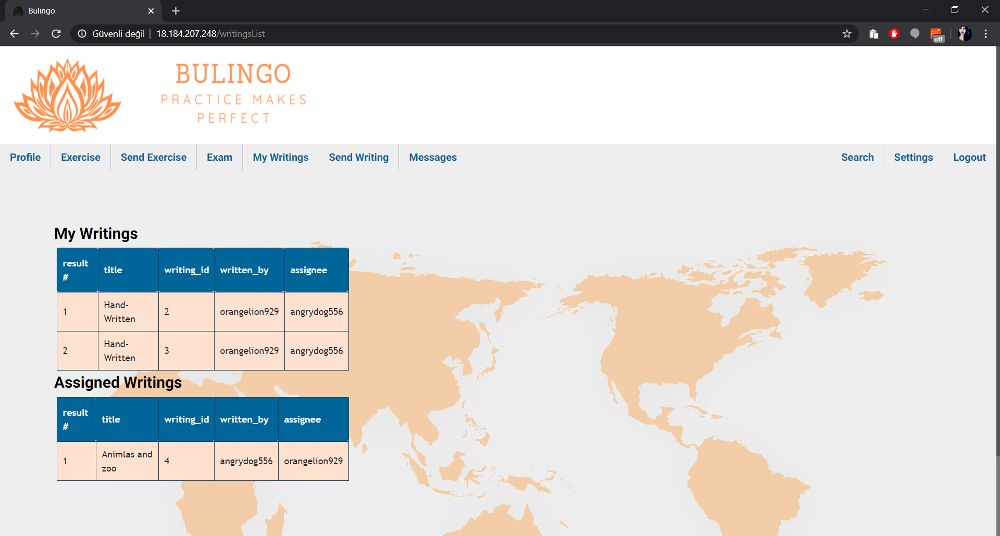 Bulingo
Güvenli değil | 18.184.207.248/writingsList
off
BULINGO
PRACTICE MAKES
PERFECT
Profile Exercise Send Exercise Exam My Writings Send Writing Messages Search Settings Logout
My Writings
result # title writing_id written_by assignee
1 Hand-Written 2 orangelion929 angrydog556
2 Hand-Written 3 orangelion929 angrydog556
Assigned Writings
result # title writing_id written_by assignee
1 Animlas and zoo 4 angrydog556 orangelion929